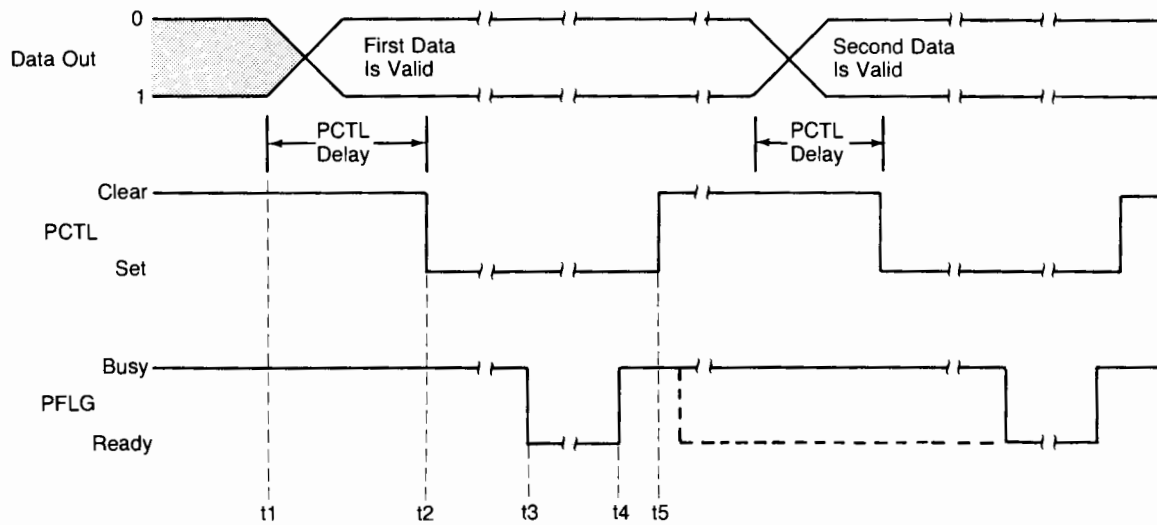 0
Data Out
1
First Data
Is Valid
Second Data
Is Valid
PCTL
Delay
PCTL
Delay
Clear
PCTL
Set
Busy
PFLG
Ready
t1
t2
t3
t4
t5